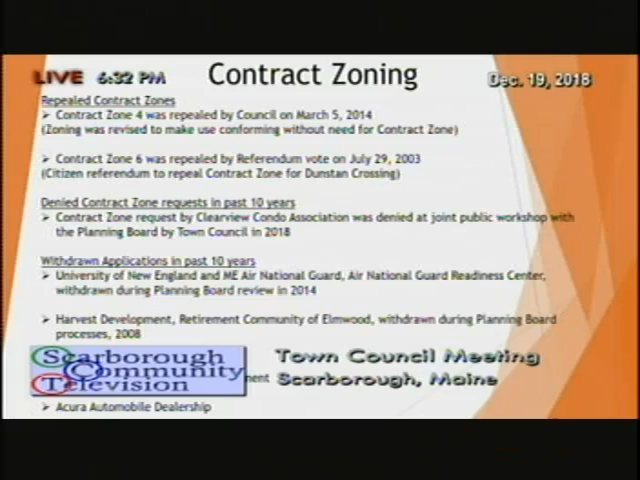 LIVE 6:32 PM
Contract Zoning
Dec. 19, 2018
Repealed Contract Zones
➢ Contract Zone 4 was repealed by Council on March 5, 2014
(Zoning was revised to make use conforming without need for Contract Zone)
➢ Contract Zone 6 was repealed by Referendum vote on July 29, 2003
(Citizen referendum to repeal Contract Zone for Dunstan Crossing)
Denied Contract Zone requests in past 10 years
➢ Contract Zone request by Clearview Condo Association was denied at joint public workshop with
the Planning Board by Town Council in 2018
Withdrawn Applications in past 10 years
➢ University of New England and ME Air National Guard, Air National Guard Readiness Center,
withdrawn during Planning Board review in 2014
➢ Harvest Development, Retirement Community of Elmwood, withdrawn during Planning Board
processes, 2008
Scarborough
Community
Television
Town Council Meeting
Scarborough, Maine
➢ Acura Automobile Dealership